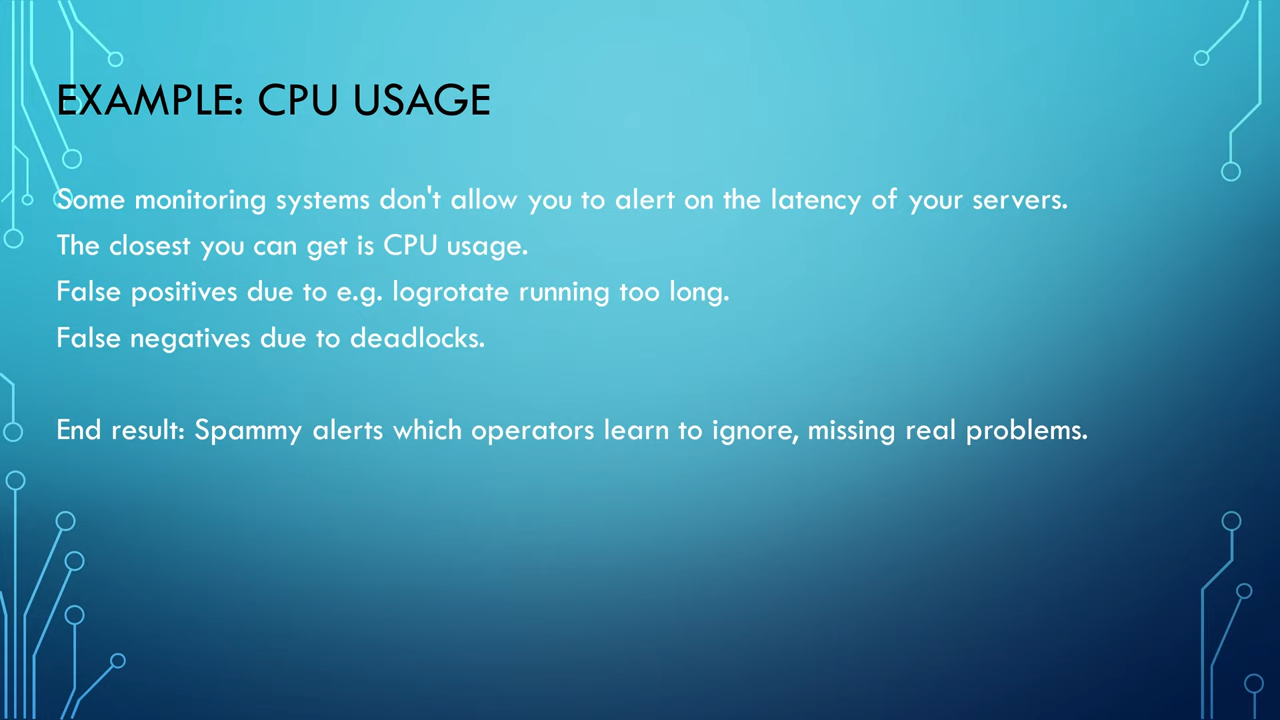 EXAMPLE: CPU USAGE
Some monitoring systems don't allow you to alert on the latency of your servers.
The closest you can get is CPU usage.
False positives due to e.g. logrotate running too long.
False negatives due to deadlocks.
End result: Spammy alerts which operators learn to ignore, missing real problems.